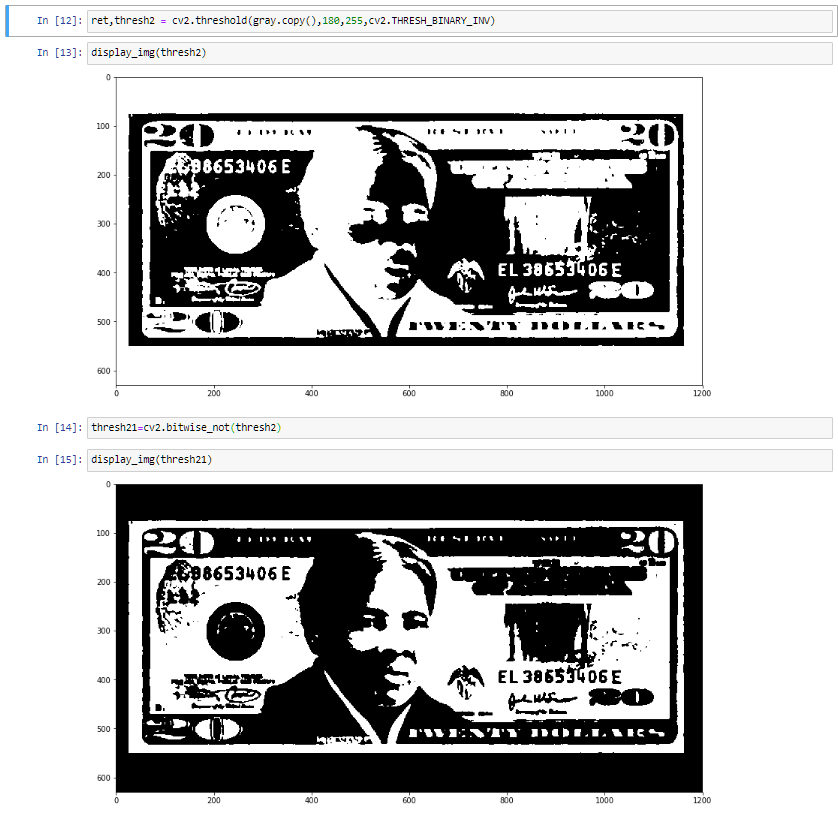 In [12]: ret,thresh2 = cv2.threshold(gray.copy(),180,255,cv2.THRESH_BINARY_INV)
In [13]: display_img(thresh2)
0
100
200
300
400
500
600
20 20
38653406 E
EL 38653406 E
20
20
TWENTY DOLLARS
0 200 400 600 800 1000 1200
In [14]: thresh21=cv2.bitwise_not(thresh2)
In [15]: display_img(thresh21)
0
100
200
300
400
500
600
20 20
38653406 E
EL 38653406 E
20
20
TWENTY DOLLARS
0 200 400 600 800 1000 1200